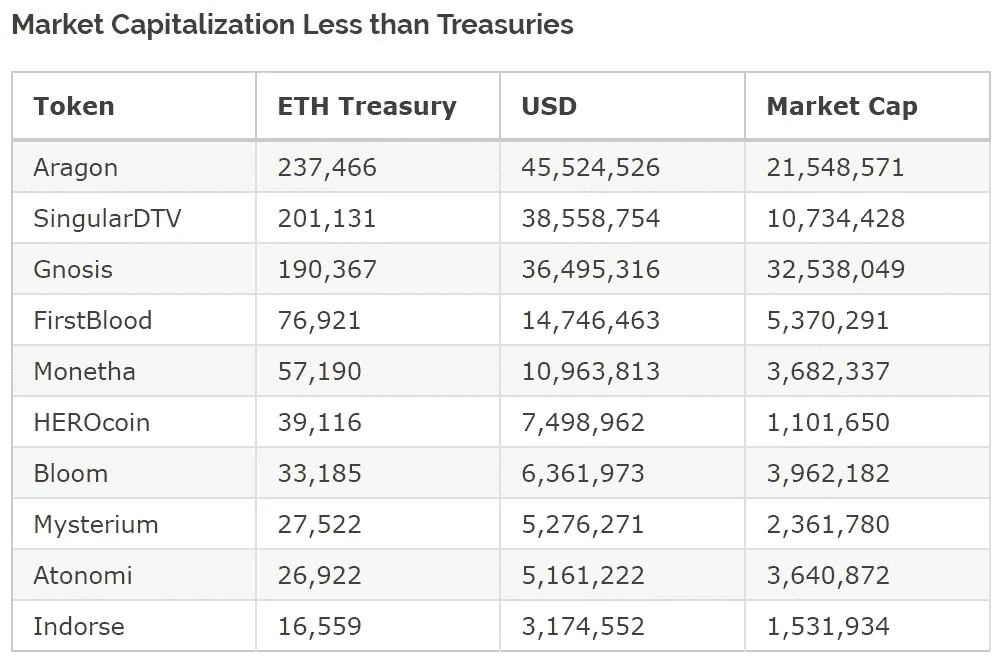 Market Capitalization Less than Treasuries
Token ETH Treasury USD Market Cap
Aragon 237,466 45,524,526 21,548,571
SingularDTV 201,131 38,558,754 10,734,428
Gnosis 190,367 36,495,316 32,538,049
FirstBlood 76,921 14,746,463 5,370,291
Monetha 57,190 10,963,813 3,682,337
HEROcoin 39,116 7,498,962 1,101,650
Bloom 33,185 6,361,973 3,962,182
Mysterium 27,522 5,276,271 2,361,780
Atonomi 26,922 5,161,222 3,640,872
Indorse 16,559 3,174,552 1,531,934